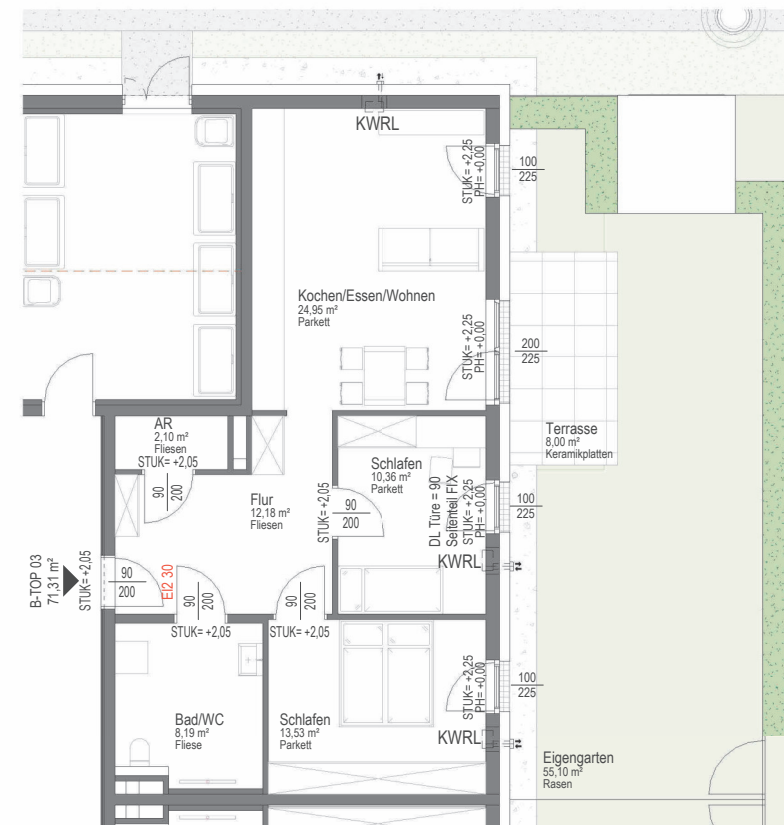 KWRL
STUK= +2,25
PH= +0,00
100
225
Kochen/Essen/Wohnen
24,95 m²
Parkett
STUK= +2,25
PH= +0,00
200
225
AR
2,10 m²
Fliesen
STUK= +2,05
90
200
Terrasse
8,00 m²
Keramikplatten
Schlafen
10,36 m²
Parkett
DL Türe = 90
Seitenteil FIX
STUK= +2,25
PH= +0,00
100
225
Flur
12,18 m²
Fliesen
STUK= +2,05
90
200
KWRL
B-TOP 03
71,31 m²
STUK= +2,05
90
200
EI2 30
90
200
STUK= +2,05
90
200
STUK= +2,05
STUK= +2,25
PH= +0,00
100
225
Bad/WC
8,19 m²
Fliese
Schlafen
13,53 m²
Parkett
KWRL
Eigengarten
55,10 m²
Rasen